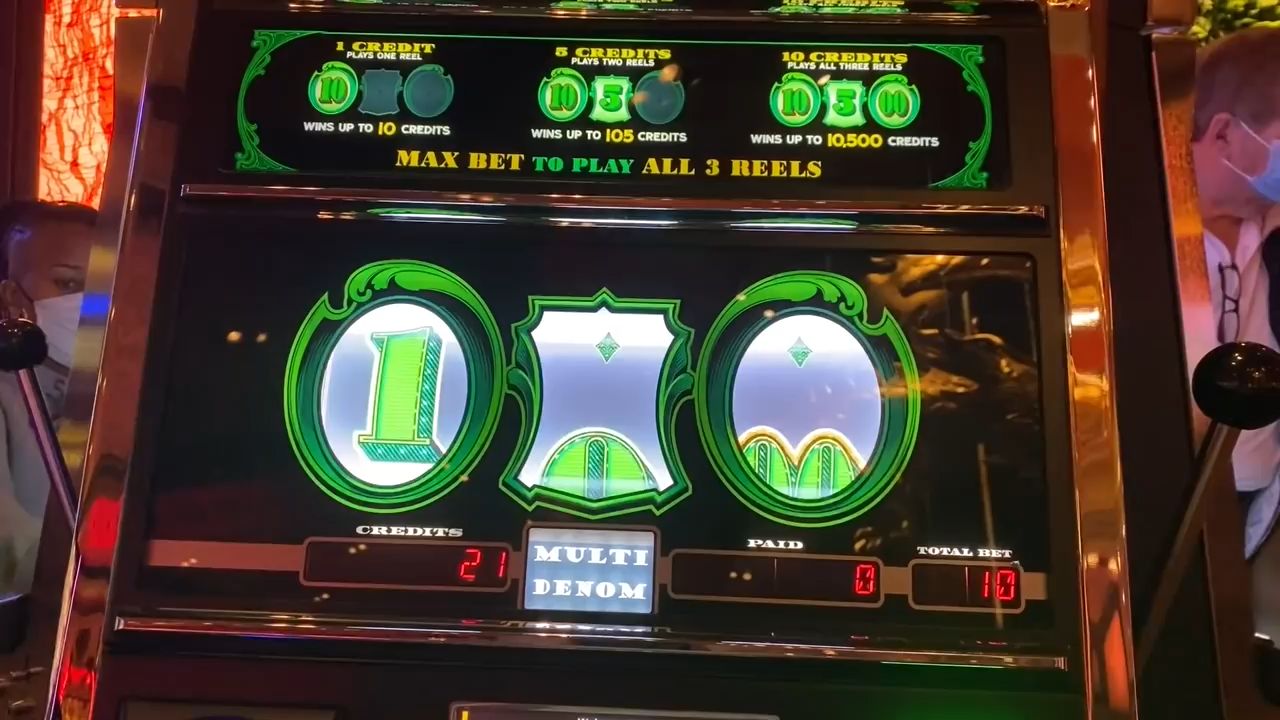 1 CREDIT
PLAYS ONE REEL
10
WINS UP TO 10 CREDITS
5 CREDITS
PLAYS TWO REELS
10 5
WINS UP TO 105 CREDITS
10 CREDITS
PLAYS ALL THREE REELS
10 5 00
WINS UP TO 10,500 CREDITS
MAX BET TO PLAY ALL 3 REELS
1
CREDITS
21
MULTI
DENOM
PAID
0
TOTAL BET
10